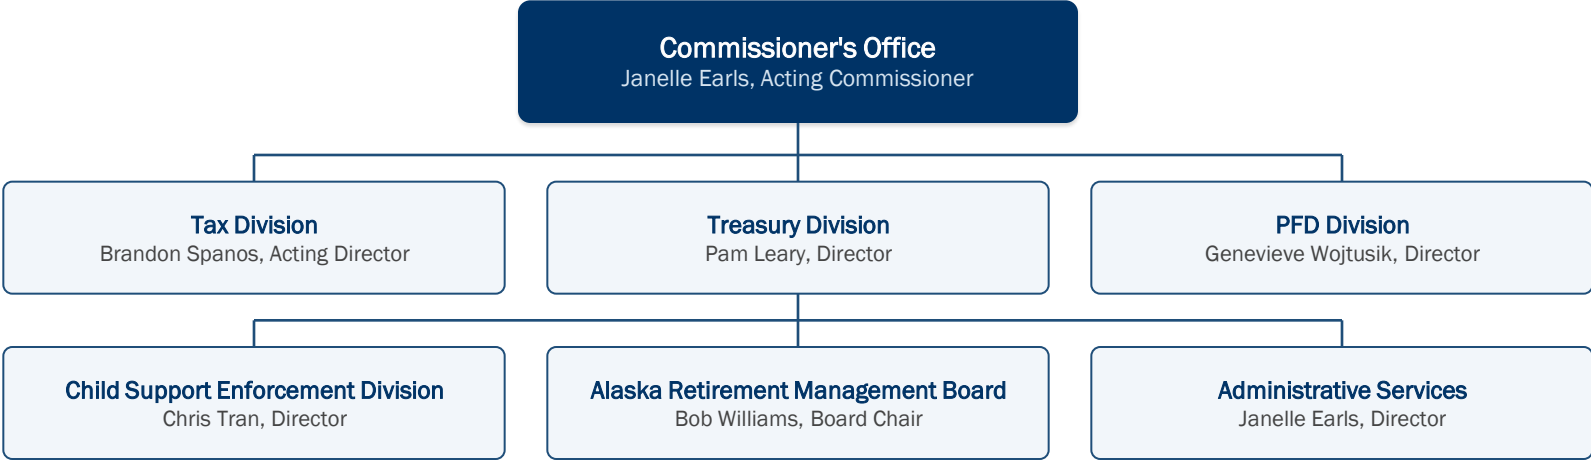 Commissioner's Office
Janelle Earls, Acting Commissioner
Tax Division
Brandon Spanos, Acting Director
Treasury Division
Pam Leary, Director
PFD Division
Genevieve Wojtusik, Director
Child Support Enforcement Division
Chris Tran, Director
Alaska Retirement Management Board
Bob Williams, Board Chair
Administrative Services
Janelle Earls, Director